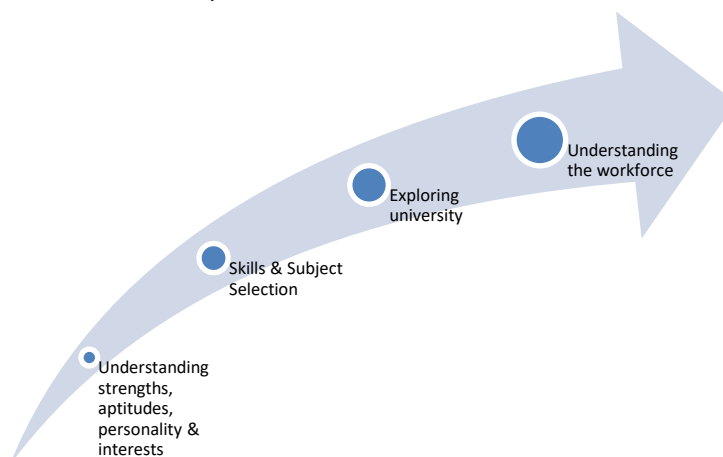 Understanding
the workforce
Exploring
university
Skills & Subject
Selection
Understanding
strengths,
aptitudes,
personality &
interests